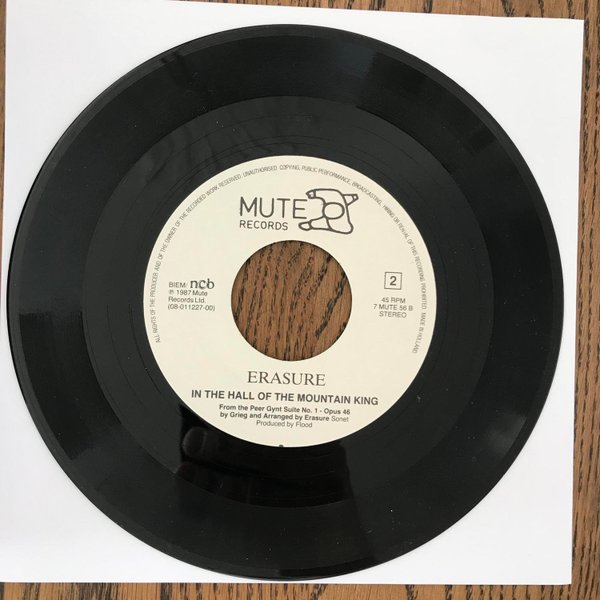 ALL RIGHTS OF THE PRODUCER AND OF THE OWNER OF THE RECORDED WORK RESERVED. UNAUTHORISED COPYING, PUBLIC PERFORMANCE, BROADCASTING, HIRING OR RENTAL OF THIS RECORDING PROHIBITED. MADE IN HOLLAND
MUTE
RECORDS
BIEM/ ncb
℗ 1987 Mute
Records Ltd.
(08-011227-00)
2
45 RPM
7 MUTE 56 B
STEREO
ERASURE
IN THE HALL OF THE MOUNTAIN KING
From the Peer Gynt Suite No. 1 - Opus 46
by Grieg and Arranged by Erasure Sonet
Produced by Flood